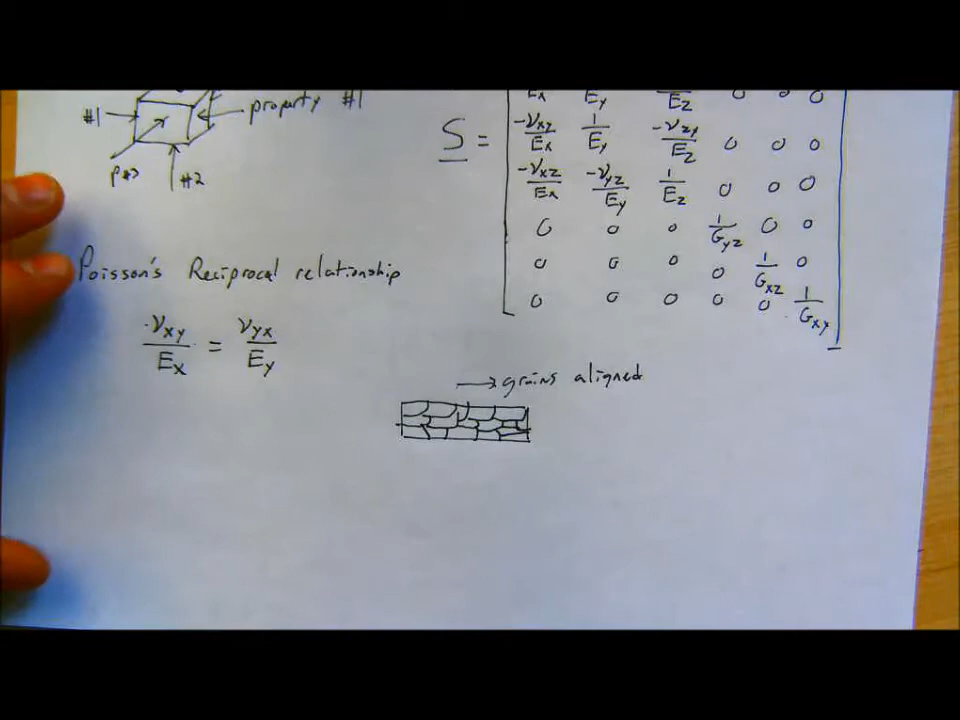 #1
property #1
#2
S =
Ex Ey Ez 0 0
-νxy/Ex 1/Ey -νzy/Ez 0 0 0
-νxz/Ex -νyz/Ey 1/Ez 0 0 0
0 0 0 1/Gyz 0 0
0 0 0 0 1/Gxz 0
0 0 0 0 0 1/Gxy
Poisson's Reciprocal relationship
νxy/Ex = νyx/Ey
→ grains aligned